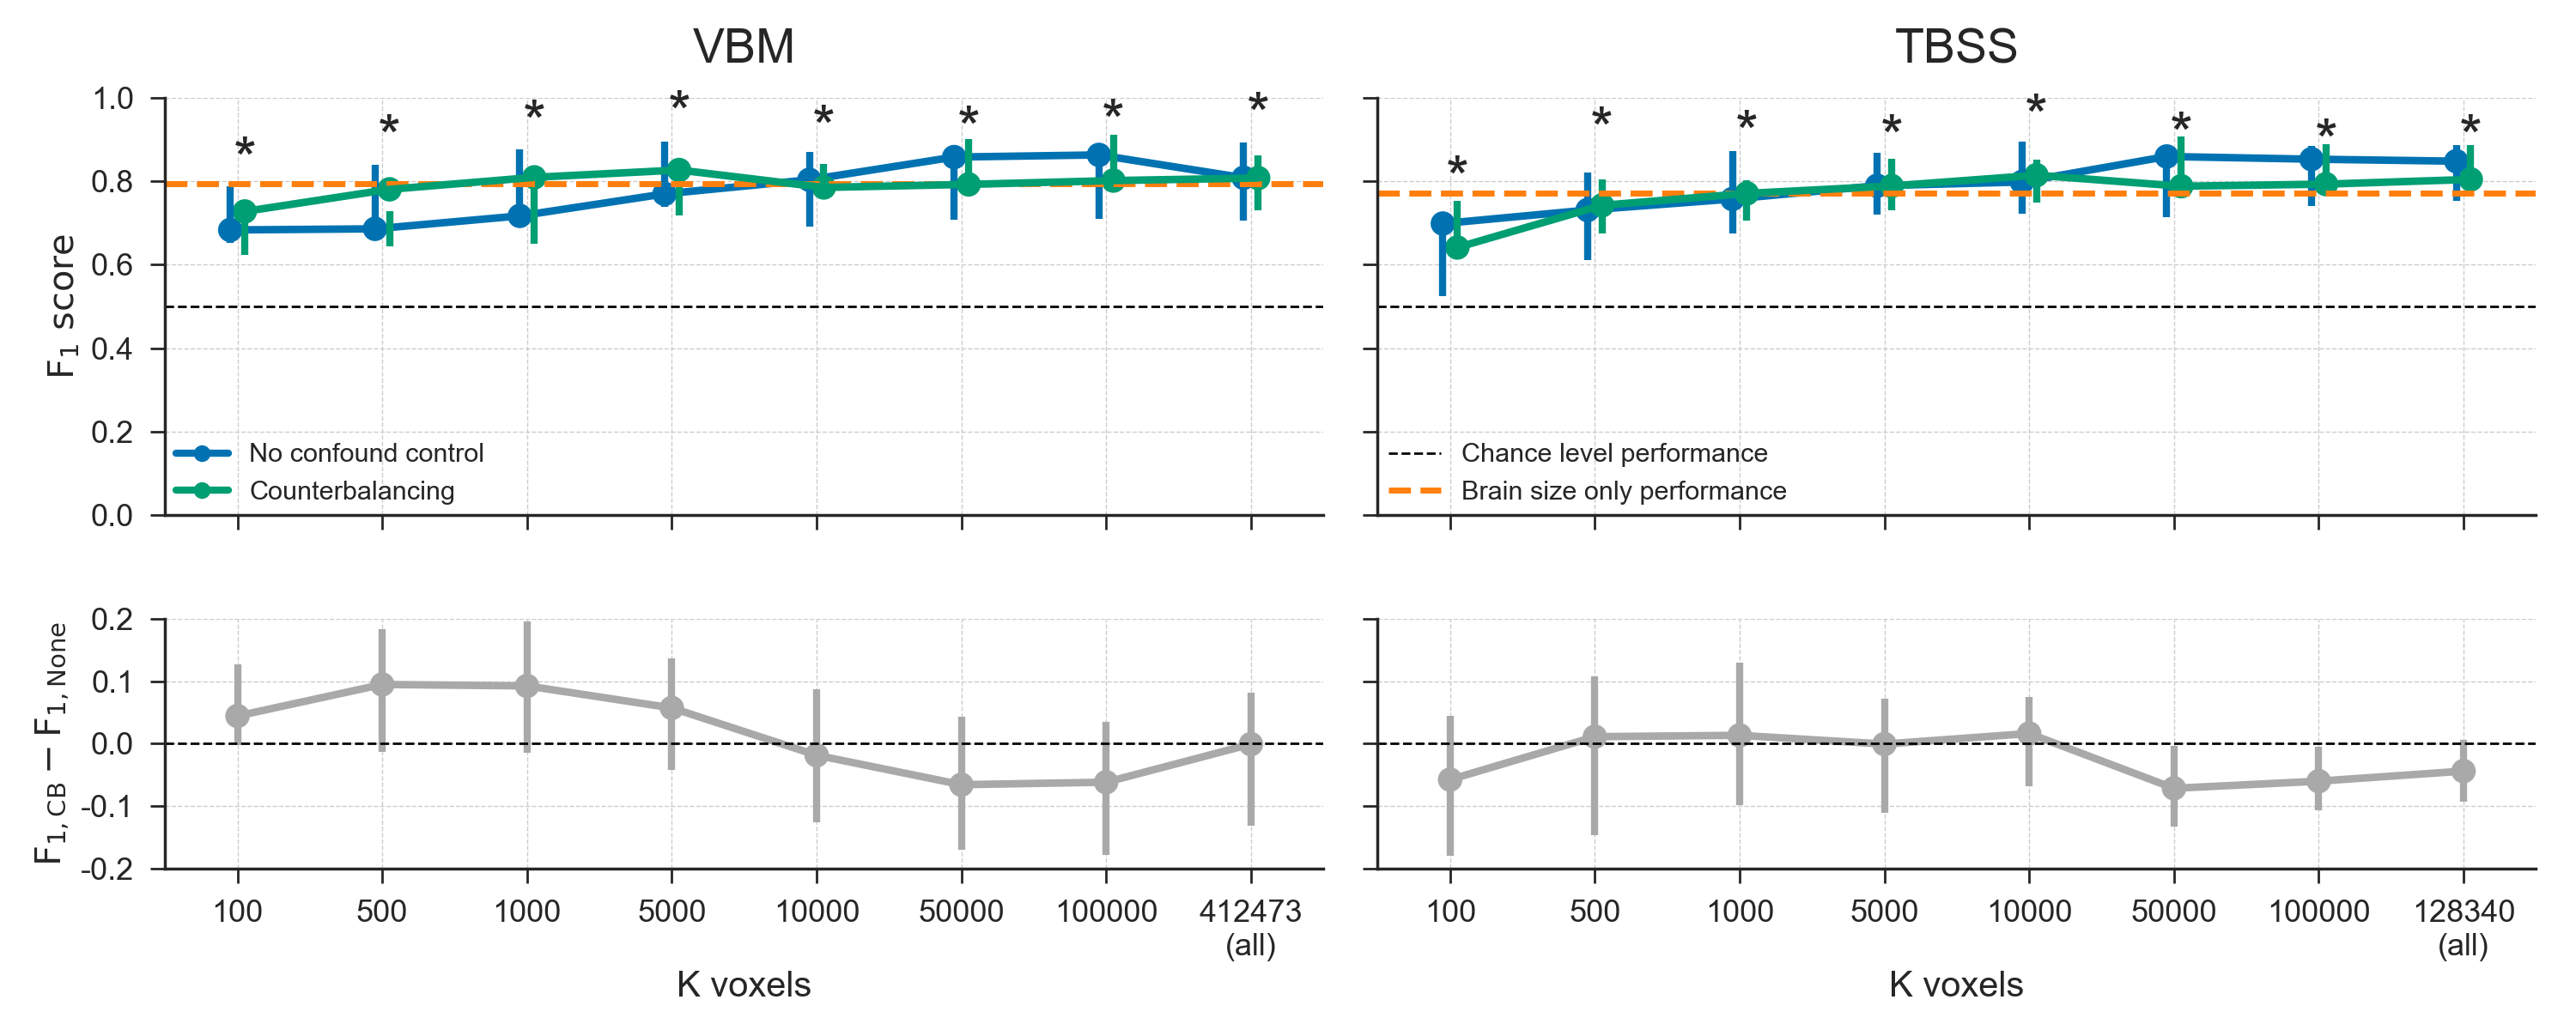 VBM
TBSS
* * * * * * * *
* * * * * * * *
F1 score
1.0
0.8
0.6
0.4
0.2
0.0
No confound control
Counterbalancing
Chance level performance
Brain size only performance
F1, CB − F1, None
0.2
0.1
0.0
-0.1
-0.2
100 500 1000 5000 10000 50000 100000 412473
(all)
K voxels
100 500 1000 5000 10000 50000 100000 128340
(all)
K voxels